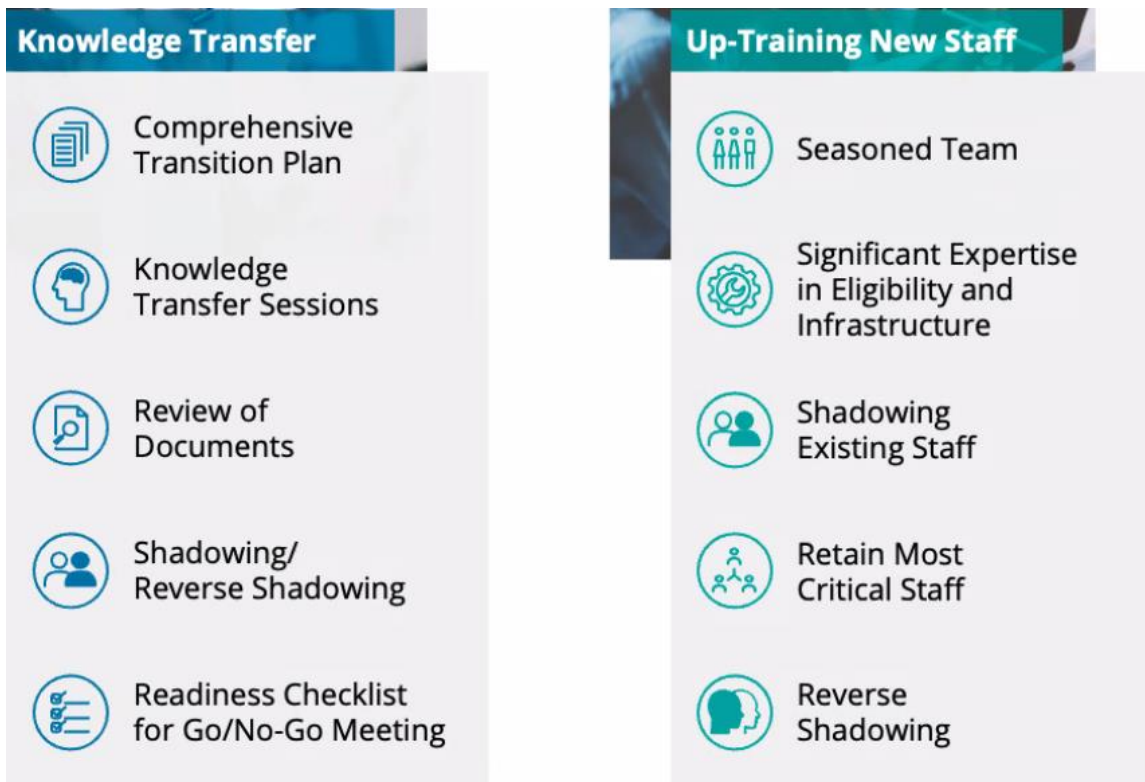 Knowledge Transfer
Comprehensive
Transition Plan
Knowledge
Transfer Sessions
Review of
Documents
Shadowing/
Reverse Shadowing
Readiness Checklist
for Go/No-Go Meeting
Up-Training New Staff
Seasoned Team
Significant Expertise
in Eligibility and
Infrastructure
Shadowing
Existing Staff
Retain Most
Critical Staff
Reverse
Shadowing